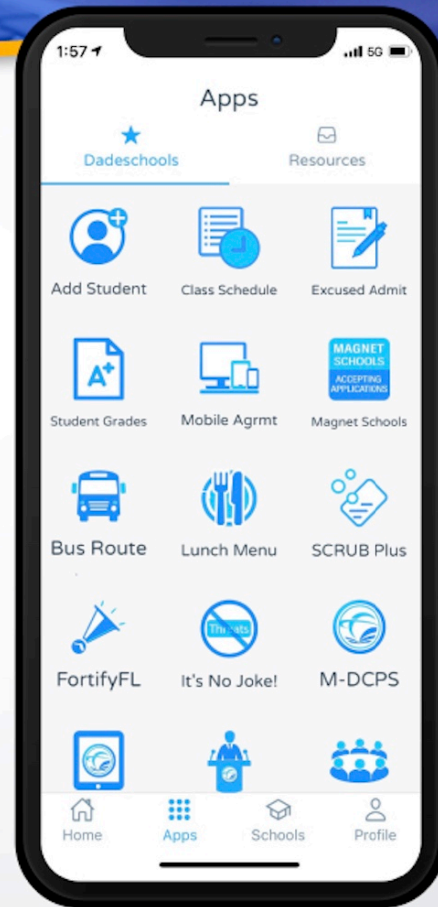 1:57
5G
Apps
Dadeschools
Resources
Add Student
Class Schedule
Excused Admit
A+
MAGNET
SCHOOLS
ACCEPTING
APPLICATIONS
Student Grades
Mobile Agrmt
Magnet Schools
Bus Route
Lunch Menu
SCRUB Plus
Threats
FortifyFL
It's No Joke!
M-DCPS
Home
Apps
Schools
Profile